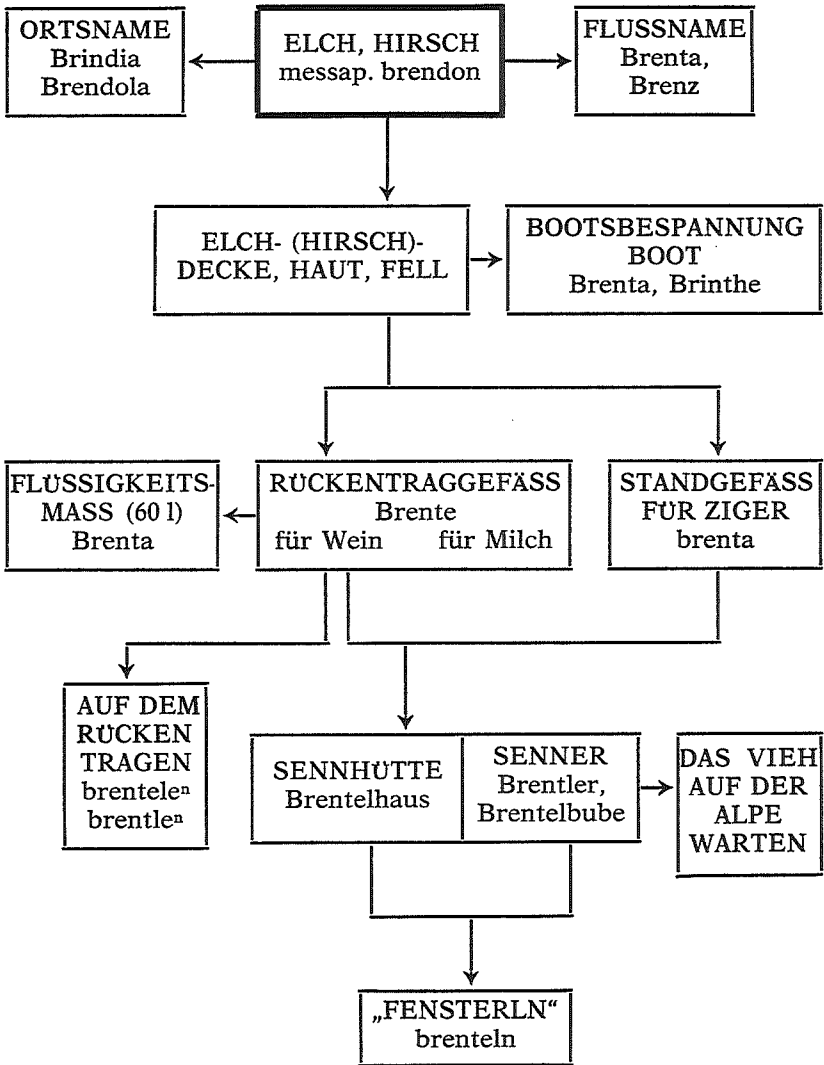 ORTSNAME
Brindia
Brendola
ELCH, HIRSCH
messap. brendon
FLUSSNAME
Brenta,
Brenz
ELCH- (HIRSCH)-
DECKE, HAUT, FELL
BOOTSBESPANNUNG
BOOT
Brenta, Brinthe
FLÜSSIGKEITS-
MASS (60 l)
Brenta
RÜCKENTRAGGEFÄSS
Brente
für Wein für Milch
STANDGEFÄSS
FÜR ZIGER
brenta
AUF DEM
RÜCKEN
TRAGEN
brenteleⁿ
brentleⁿ
SENNHÜTTE
Brentelhaus
SENNER
Brentler,
Brentelbube
DAS VIEH
AUF DER
ALPE
WARTEN
„FENSTERLN“
brenteln